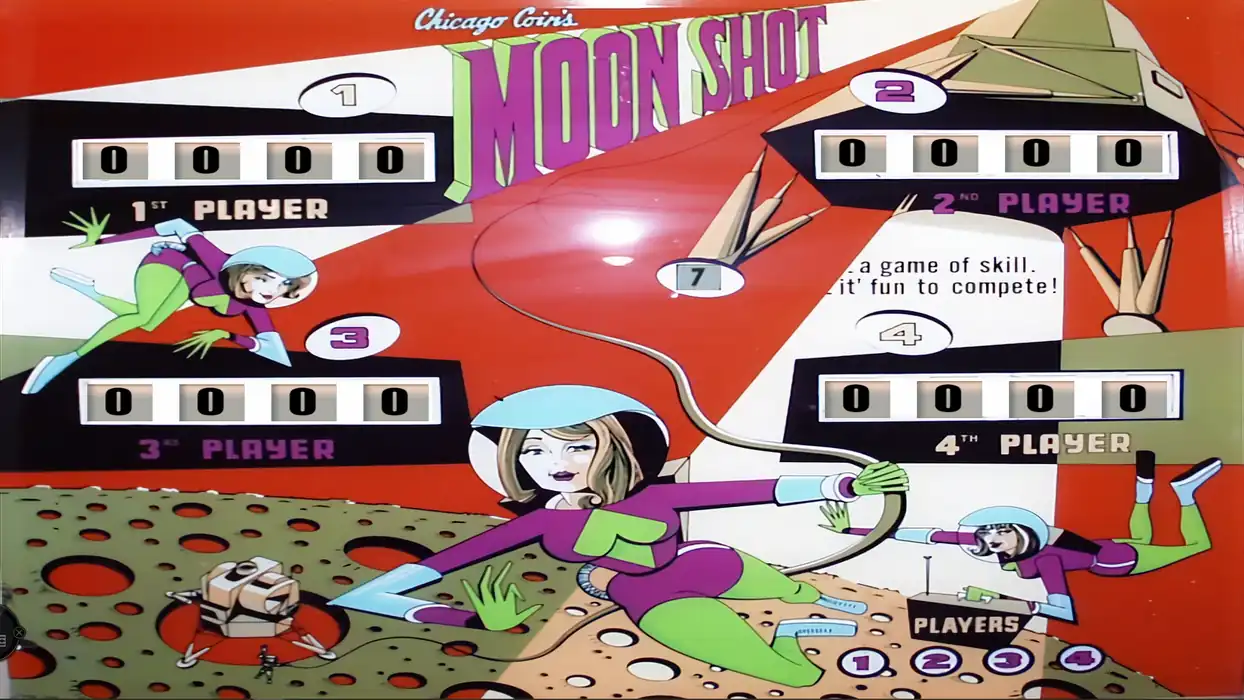 Chicago Coin's
MOON SHOT
1
0 0 0 0
1ST PLAYER
2
0 0 0 0
2ND PLAYER
7
. a game of skill.
. it' fun to compete!
3
0 0 0 0
3RD PLAYER
4
0 0 0 0
4TH PLAYER
PLAYERS
1 2 3 4